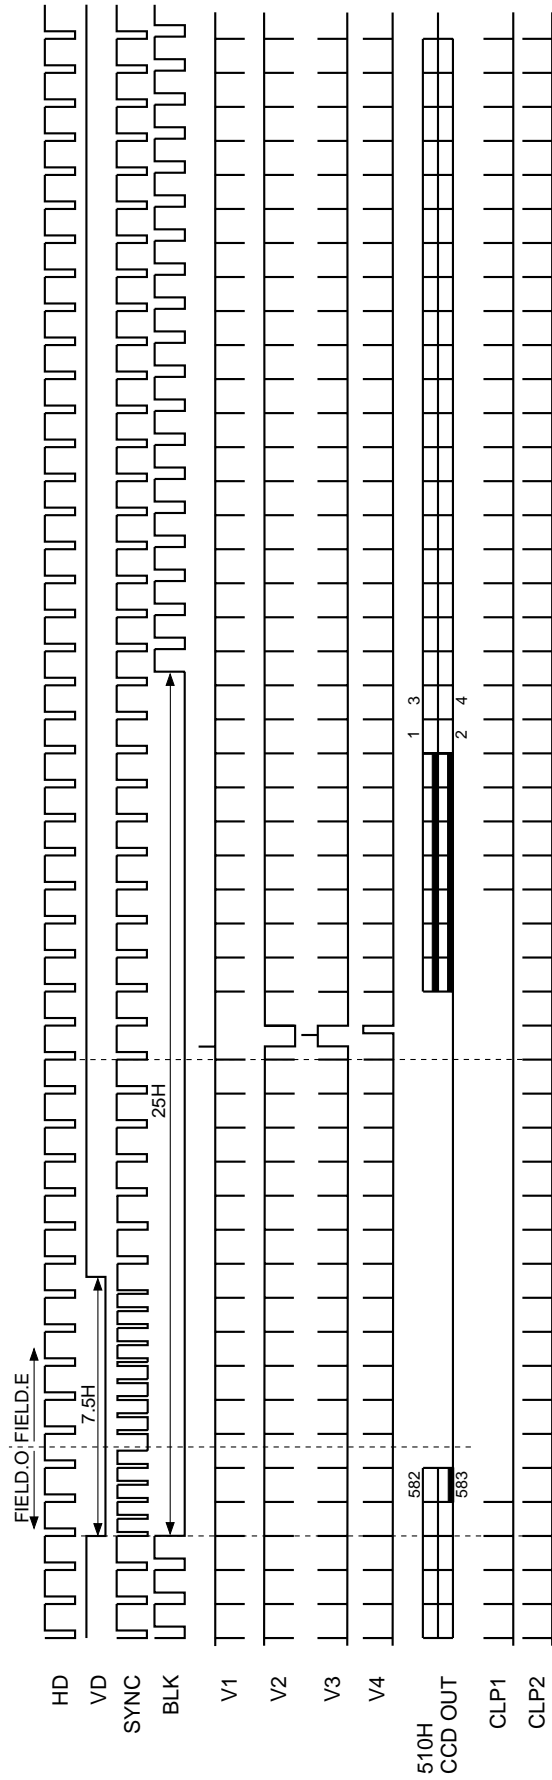 FIELD.O FIELD.E
HD
VD
7.5H
SYNC
BLK
25H
V1
V2
V3
V4
510H
CCD OUT
582
583
1 3
2 4
CLP1
CLP2